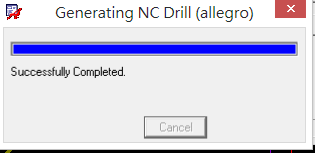 Generating NC Drill (allegro)
Successfully Completed.
Cancel